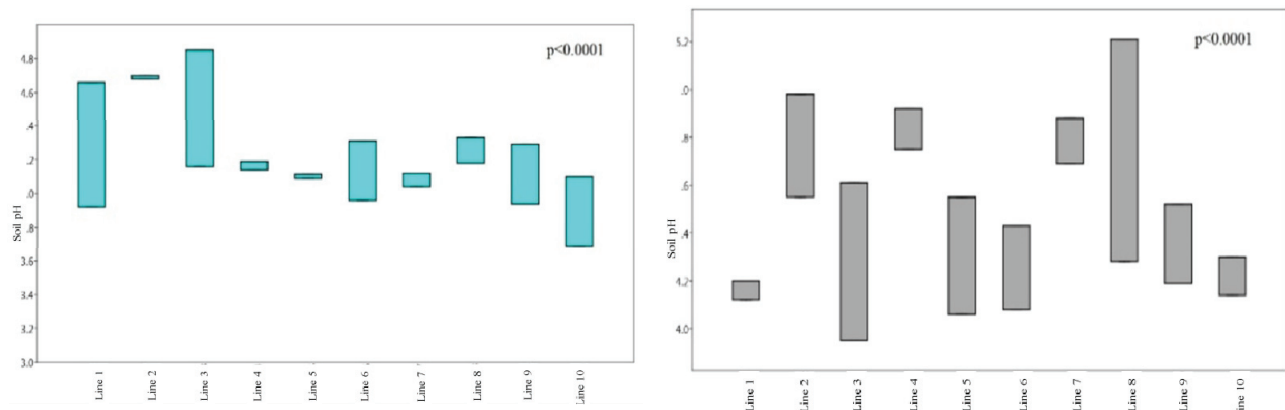 p<0.0001
4.8
4.6
.4
.2
.0
.8
3.6
3.4
3.2
3.0
Soil pH
Line 1
Line 2
Line 3
Line 4
Line 5
Line 6
Line 7
Line 8
Line 9
Line 10
p<0.0001
5.2
.0
.8
.6
.4
4.2
4.0
Soil pH
Line 1
Line 2
Line 3
Line 4
Line 5
Line 6
Line 7
Line 8
Line 9
Line 10